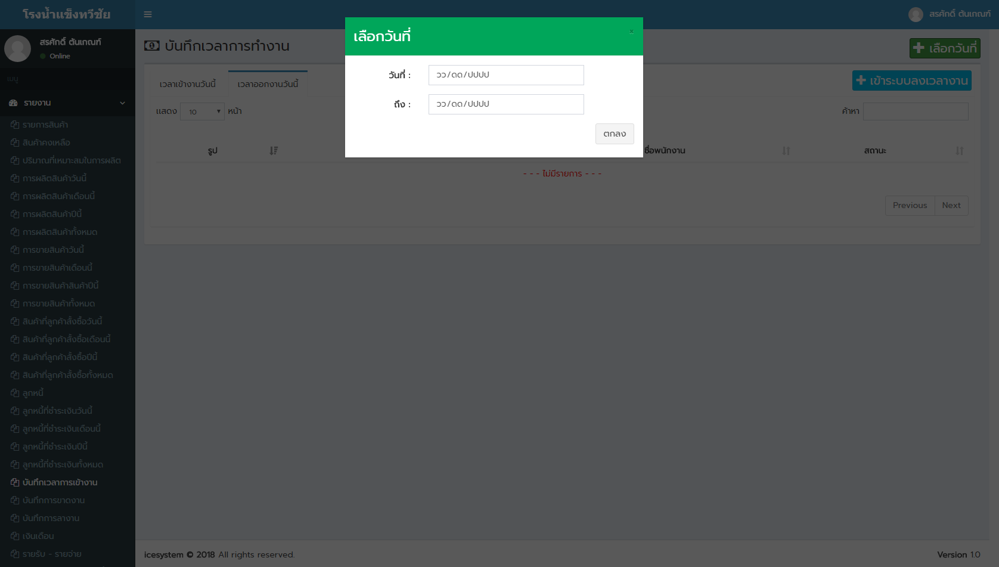 โรงน้ำแข็งทวีชัย
สรศักดิ์ ตันเกณฑ์
สรศักดิ์ ตันเกณฑ์
Online
เมนู
รายงาน
รายการสินค้า
สินค้าคงเหลือ
ปริมาณที่เหมาะสมในการผลิต
การผลิตสินค้าวันนี้
การผลิตสินค้าเดือนนี้
การผลิตสินค้าปีนี้
การผลิตสินค้าทั้งหมด
การขายสินค้าวันนี้
การขายสินค้าเดือนนี้
การขายสินค้าสินค้าปีนี้
การขายสินค้าทั้งหมด
สินค้าที่ลูกค้าสั้งซื้อวันนี้
สินค้าที่ลูกค้าสั้งซื้อเดือนนี้
สินค้าที่ลูกค้าสั้งซื้อปีนี้
สินค้าที่ลูกค้าสั้งซื้อทั้งหมด
ลูกหนี้
ลูกหนี้ที่ชำระเงินวันนี้
ลูกหนี้ที่ชำระเงินเดือนนี้
ลูกหนี้ที่ชำระเงินปีนี้
ลูกหนี้ที่ชำระเงินทั้งหมด
บันทึกเวลาการเข้างาน
บันทึกการขาดงาน
บันทึกการลางาน
เงินเดือน
รายรับ - รายจ่าย
บันทึกเวลาการทำงาน
เลือกวันที่
เวลาเข้างานวันนี้ เวลาออกงานวันนี้
เข้าระบบลงเวลางาน
แสดง 10 หน้า
ค้าหา
รูป
ชื่อพนักงาน
สถานะ
- - - ไม่มีรายการ - - -
Previous Next
เลือกวันที่
×
วันที่ : วว/ดด/ปปปป
ถึง : วว/ดด/ปปปป
ตกลง
icesystem © 2018 All rights reserved.
Version 1.0